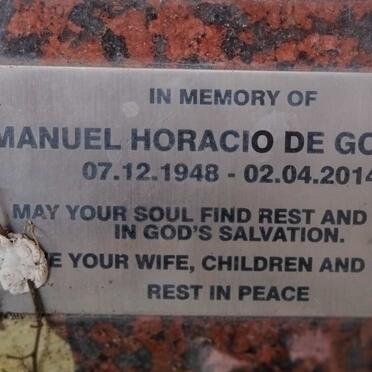 IN MEMORY OF
MANUEL HORACIO DE GO
07.12.1948 - 02.04.2014
MAY YOUR SOUL FIND REST AND
IN GOD'S SALVATION.
YOUR WIFE, CHILDREN AND
REST IN PEACE